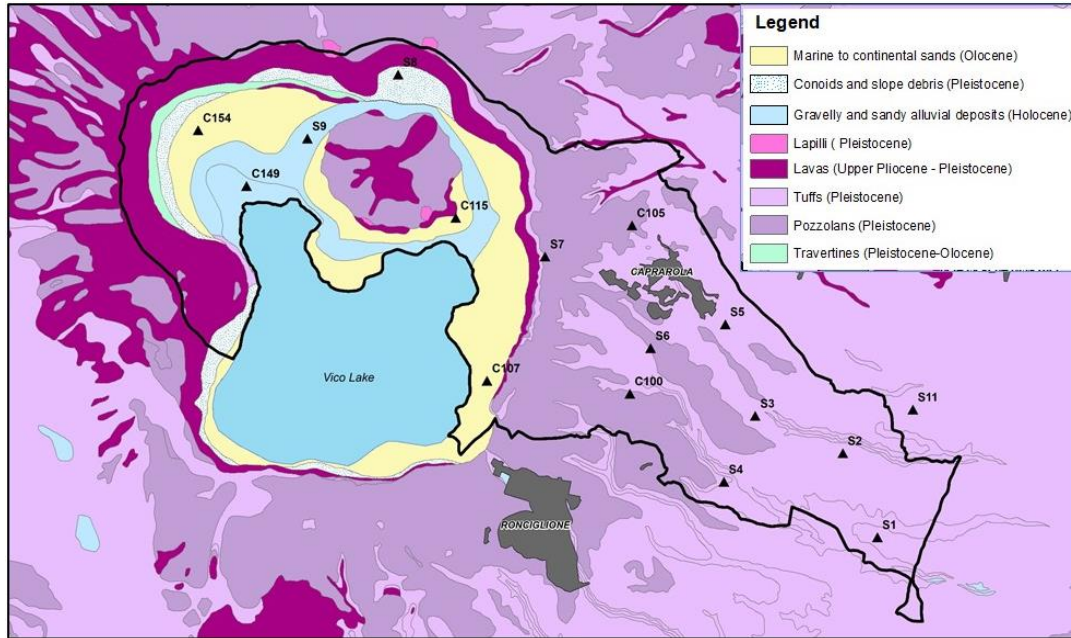 Legend
Marine to continental sands (Olocene)
Conoids and slope debris (Pleistocene)
Gravelly and sandy alluvial deposits (Holocene)
Lapilli ( Pleistocene)
Lavas (Upper Pliocene - Pleistocene)
Tuffs (Pleistocene)
Pozzolans (Pleistocene)
Travertines (Pleistocene-Olocene)
S8
C154
S9
C149
C115
C105
S7
CAPRAROLA
S5
S6
Vico Lake
C107
C100
S3
S11
S2
S4
RONCIGLIONE
S1